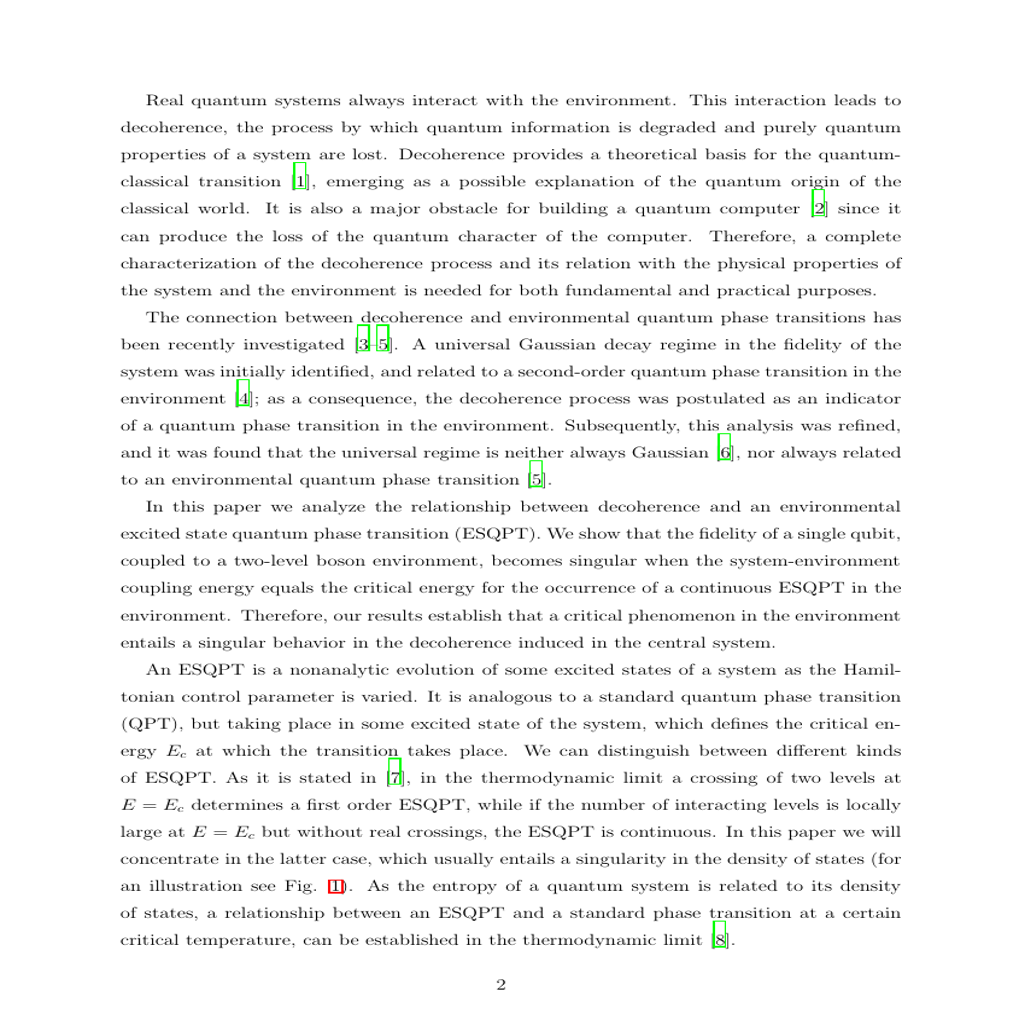 Real quantum systems always interact with the environment. This interaction leads to
decoherence, the process by which quantum information is degraded and purely quantum
properties of a system are lost. Decoherence provides a theoretical basis for the quantum-
classical transition [1], emerging as a possible explanation of the quantum origin of the
classical world. It is also a major obstacle for building a quantum computer [2] since it
can produce the loss of the quantum character of the computer. Therefore, a complete
characterization of the decoherence process and its relation with the physical properties of
the system and the environment is needed for both fundamental and practical purposes.
The connection between decoherence and environmental quantum phase transitions has
been recently investigated [3–5]. A universal Gaussian decay regime in the fidelity of the
system was initially identified, and related to a second-order quantum phase transition in the
environment [4]; as a consequence, the decoherence process was postulated as an indicator
of a quantum phase transition in the environment. Subsequently, this analysis was refined,
and it was found that the universal regime is neither always Gaussian [6], nor always related
to an environmental quantum phase transition [5].
In this paper we analyze the relationship between decoherence and an environmental
excited state quantum phase transition (ESQPT). We show that the fidelity of a single qubit,
coupled to a two-level boson environment, becomes singular when the system-environment
coupling energy equals the critical energy for the occurrence of a continuous ESQPT in the
environment. Therefore, our results establish that a critical phenomenon in the environment
entails a singular behavior in the decoherence induced in the central system.
An ESQPT is a nonanalytic evolution of some excited states of a system as the Hamil-
tonian control parameter is varied. It is analogous to a standard quantum phase transition
(QPT), but taking place in some excited state of the system, which defines the critical en-
ergy E_c at which the transition takes place. We can distinguish between different kinds
of ESQPT. As it is stated in [7], in the thermodynamic limit a crossing of two levels at
E = E_c determines a first order ESQPT, while if the number of interacting levels is locally
large at E = E_c but without real crossings, the ESQPT is continuous. In this paper we will
concentrate in the latter case, which usually entails a singularity in the density of states (for
an illustration see Fig. 1). As the entropy of a quantum system is related to its density
of states, a relationship between an ESQPT and a standard phase transition at a certain
critical temperature, can be established in the thermodynamic limit [8].
2